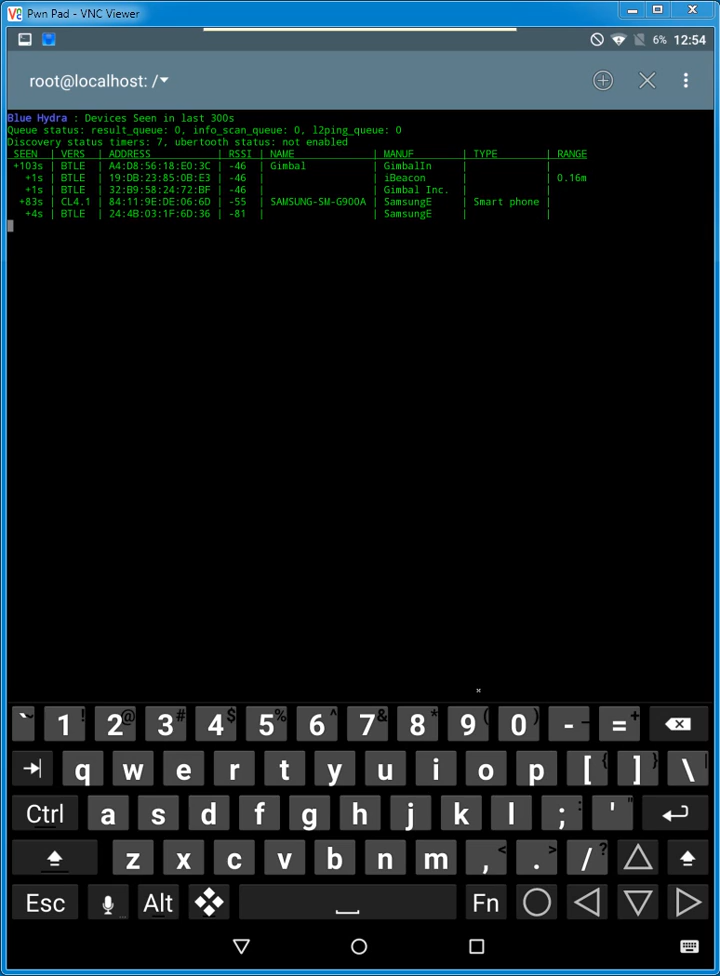 Pwn Pad - VNC Viewer
6% 12:54
root@localhost: /
Blue Hydra : Devices Seen in last 300s
Queue status: result_queue: 0, info_scan_queue: 0, l2ping_queue: 0
Discovery status timers: 7, ubertooth status: not enabled
SEEN | VERS | ADDRESS | RSSI | NAME | MANUF | TYPE | RANGE
+103s | BTLE | A4:D8:56:18:E0:3C | -46 | Gimbal | GimbalIn | |
+1s | BTLE | 19:DB:23:85:0B:E3 | -46 | | iBeacon | | 0.16m
+1s | BTLE | 32:B9:58:24:72:BF | -46 | | Gimbal Inc. | |
+83s | CL4.1 | 84:11:9E:DE:06:6D | -55 | SAMSUNG-SM-G900A | SamsungE | Smart phone |
+4s | BTLE | 24:4B:03:1F:6D:36 | -81 | | SamsungE | |
` ~ 1 ! 2 @ 3 # 4 $ 5 % 6 ^ 7 & 8 * 9 ( 0 ) - _ = +
q w e r t y u i o p [ { ] } \ |
Ctrl a s d f g h j k l ; : ' "
z x c v b n m , < . > / ?
Esc Alt Fn